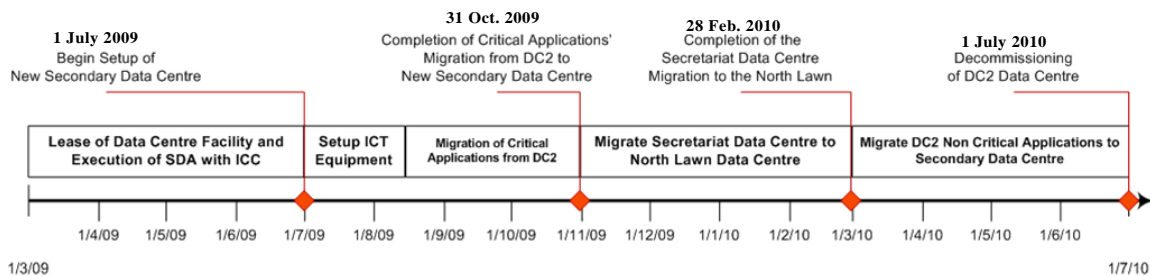 1 July 2009
Begin Setup of
New Secondary Data Centre
31 Oct. 2009
Completion of Critical Applications'
Migration from DC2 to
New Secondary Data Centre
28 Feb. 2010
Completion of the
Secretariat Data Centre
Migration to the North Lawn
1 July 2010
Decommissioning
of DC2 Data Centre
Lease of Data Centre Facility and
Execution of SDA with ICC
Setup ICT
Equipment
Migration of Critical
Applications from DC2
Migrate Secretariat Data Centre to
North Lawn Data Centre
Migrate DC2 Non Critical Applications to
Secondary Data Centre
1/4/09 1/5/09 1/6/09 1/7/09 1/8/09 1/9/09 1/10/09 1/11/09 1/12/09 1/1/10 1/2/10 1/3/10 1/4/10 1/5/10 1/6/10
1/3/09 1/7/10